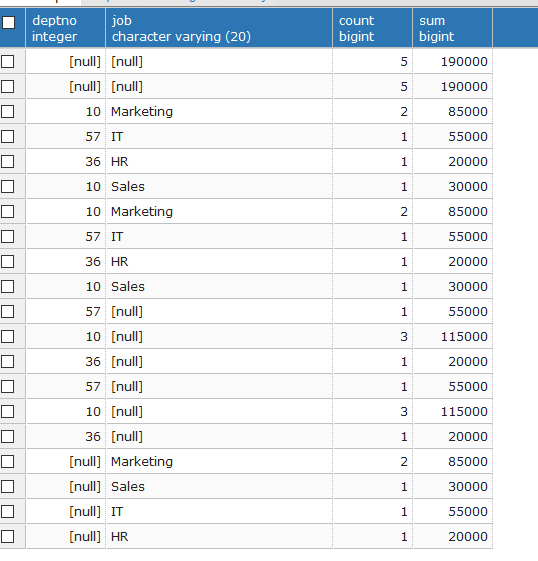 deptno job count sum
integer character varying (20) bigint bigint
[null] [null] 5 190000
[null] [null] 5 190000
10 Marketing 2 85000
57 IT 1 55000
36 HR 1 20000
10 Sales 1 30000
10 Marketing 2 85000
57 IT 1 55000
36 HR 1 20000
10 Sales 1 30000
57 [null] 1 55000
10 [null] 3 115000
36 [null] 1 20000
57 [null] 1 55000
10 [null] 3 115000
36 [null] 1 20000
[null] Marketing 2 85000
[null] Sales 1 30000
[null] IT 1 55000
[null] HR 1 20000